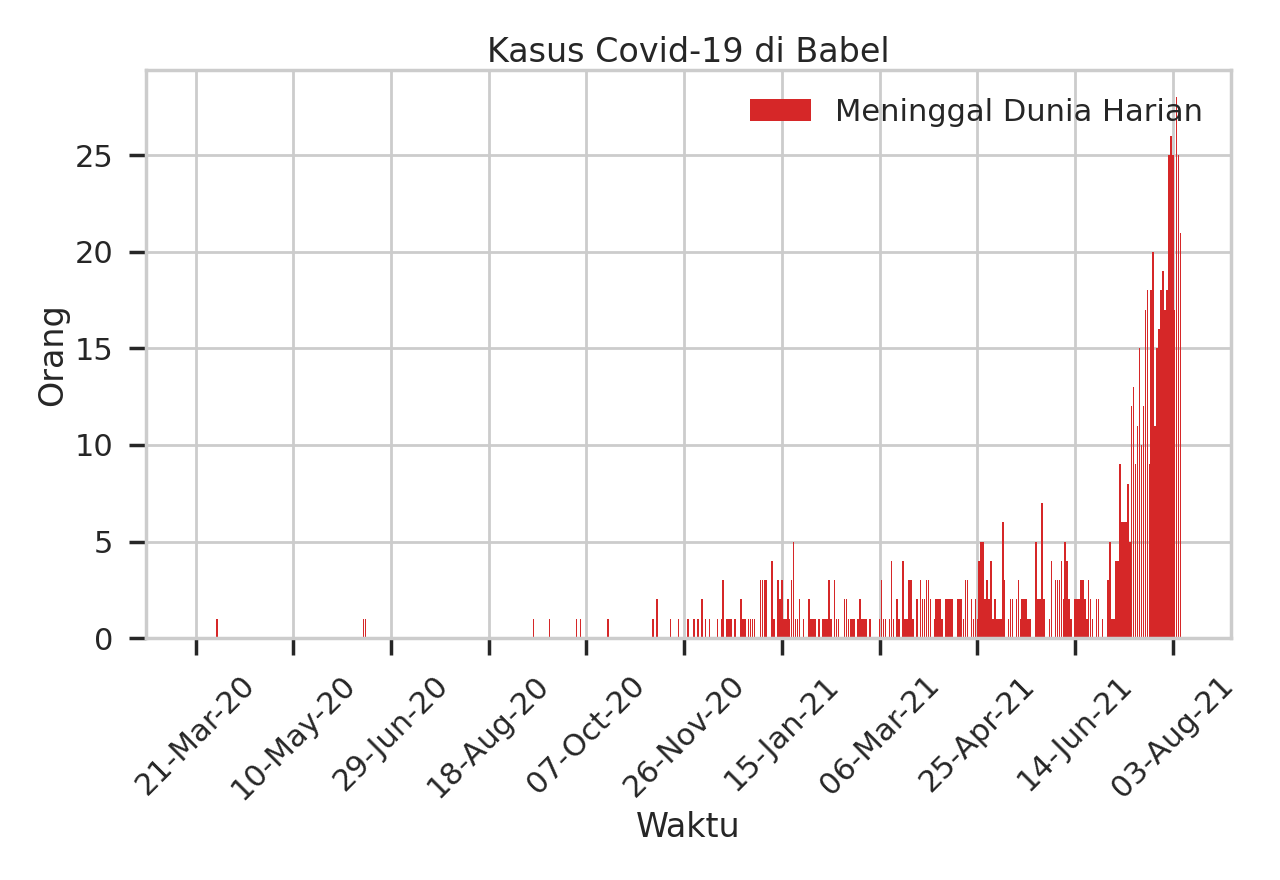 Kasus Covid-19 di Babel
Meninggal Dunia Harian
Orang
25
20
15
10
5
0
21-Mar-20
10-May-20
29-Jun-20
18-Aug-20
07-Oct-20
26-Nov-20
15-Jan-21
06-Mar-21
25-Apr-21
14-Jun-21
03-Aug-21
Waktu